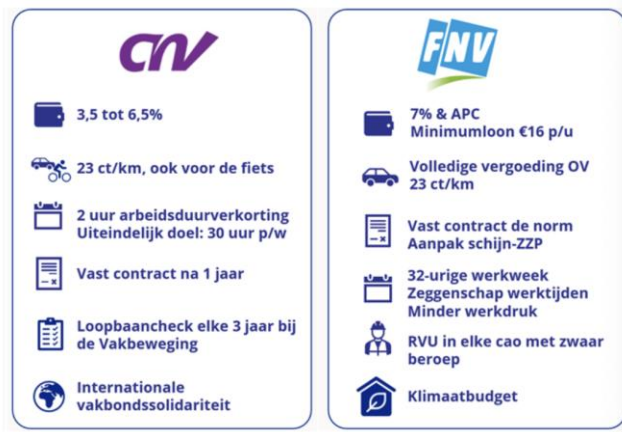 CNV
3,5 tot 6,5%
23 ct/km, ook voor de fiets
2 uur arbeidsduurverkorting
Uiteindelijk doel: 30 uur p/w
Vast contract na 1 jaar
Loopbaancheck elke 3 jaar bij
de Vakbeweging
Internationale
vakbondssolidariteit
FNV
7% & APC
Minimumloon €16 p/u
Volledige vergoeding OV
23 ct/km
Vast contract de norm
Aanpak schijn-ZZP
32-urige werkweek
Zeggenschap werktijden
Minder werkdruk
RVU in elke cao met zwaar
beroep
Klimaatbudget